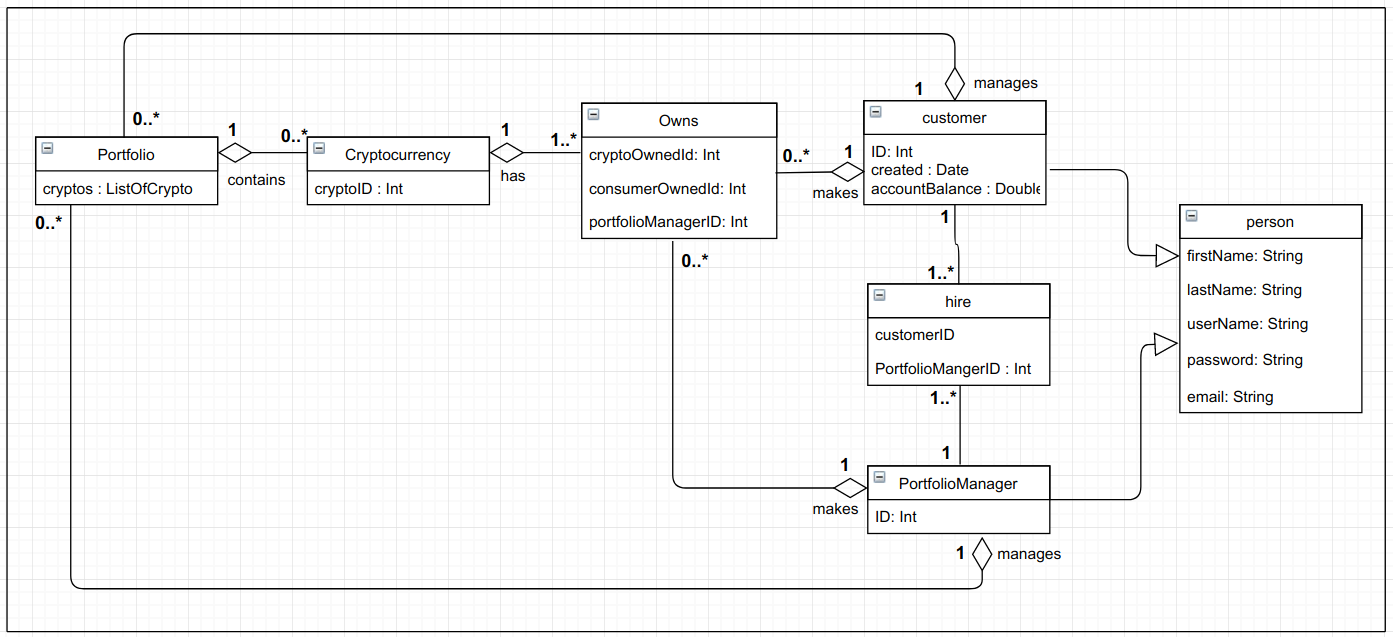 manages
1
0..*
Portfolio
cryptos : ListOfCrypto
0..*
1
contains
0..*
Cryptocurrency
cryptoID : Int
1
has
1..*
Owns
cryptoOwnedId: Int
consumerOwnedId: Int
portfolioManagerID: Int
0..*
1
makes
0..*
customer
ID: Int
created : Date
accountBalance : Double
1
1..*
hire
customerID
PortfolioMangerID : Int
1..*
1
PortfolioManager
ID: Int
1
makes
1
manages
person
firstName: String
lastName: String
userName: String
password: String
email: String